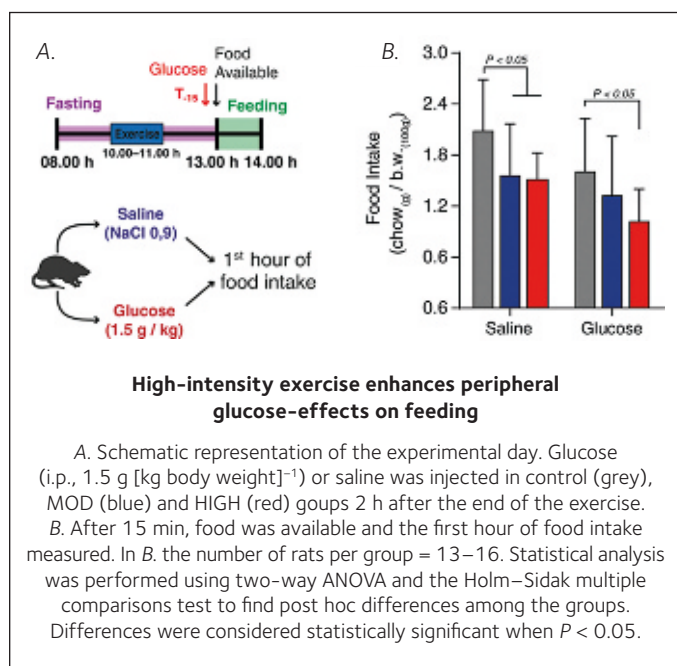 A.
Food
Glucose Available
T-15
Fasting
Feeding
Exercise
08.00 h 10.00–11.00 h 13.00 h 14.00 h
Saline
(NaCl 0,9)
1st hour of
food intake
Glucose
(1.5 g / kg)
B.
3.0
2.4
1.8
1.2
0.6
0.6
Food Intake
(chow(g) / b.w.(100g))
P < 0.05
P < 0.05
Saline Glucose
High-intensity exercise enhances peripheral
glucose-effects on feeding
A. Schematic representation of the experimental day. Glucose
(i.p., 1.5 g [kg body weight]⁻¹) or saline was injected in control (grey),
MOD (blue) and HIGH (red) goups 2 h after the end of the exercise.
B. After 15 min, food was available and the first hour of food intake
measured. In B. the number of rats per group = 13–16. Statistical analysis
was performed using two-way ANOVA and the Holm–Sidak multiple
comparisons test to find post hoc differences among the groups.
Differences were considered statistically significant when P < 0.05.